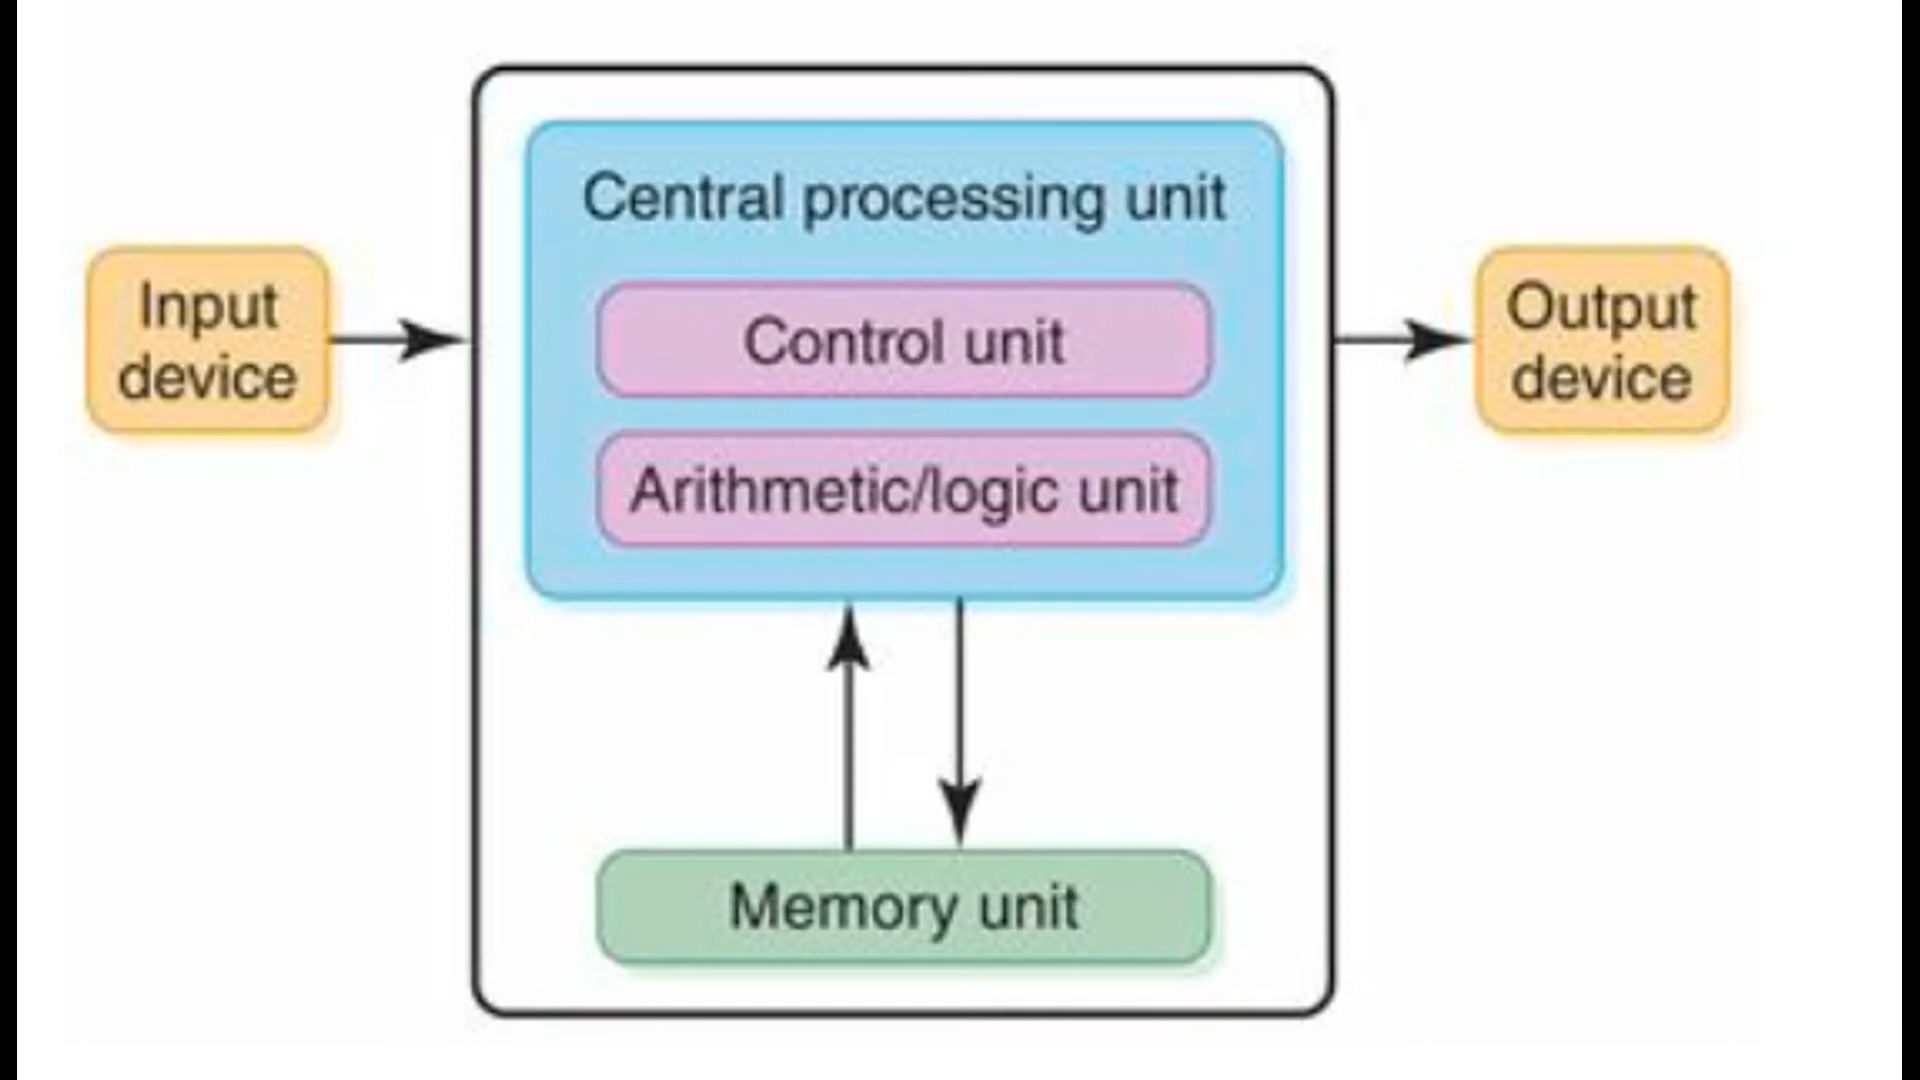 Central processing unit
Input
device
Control unit
Output
device
Arithmetic/logic unit
Memory unit